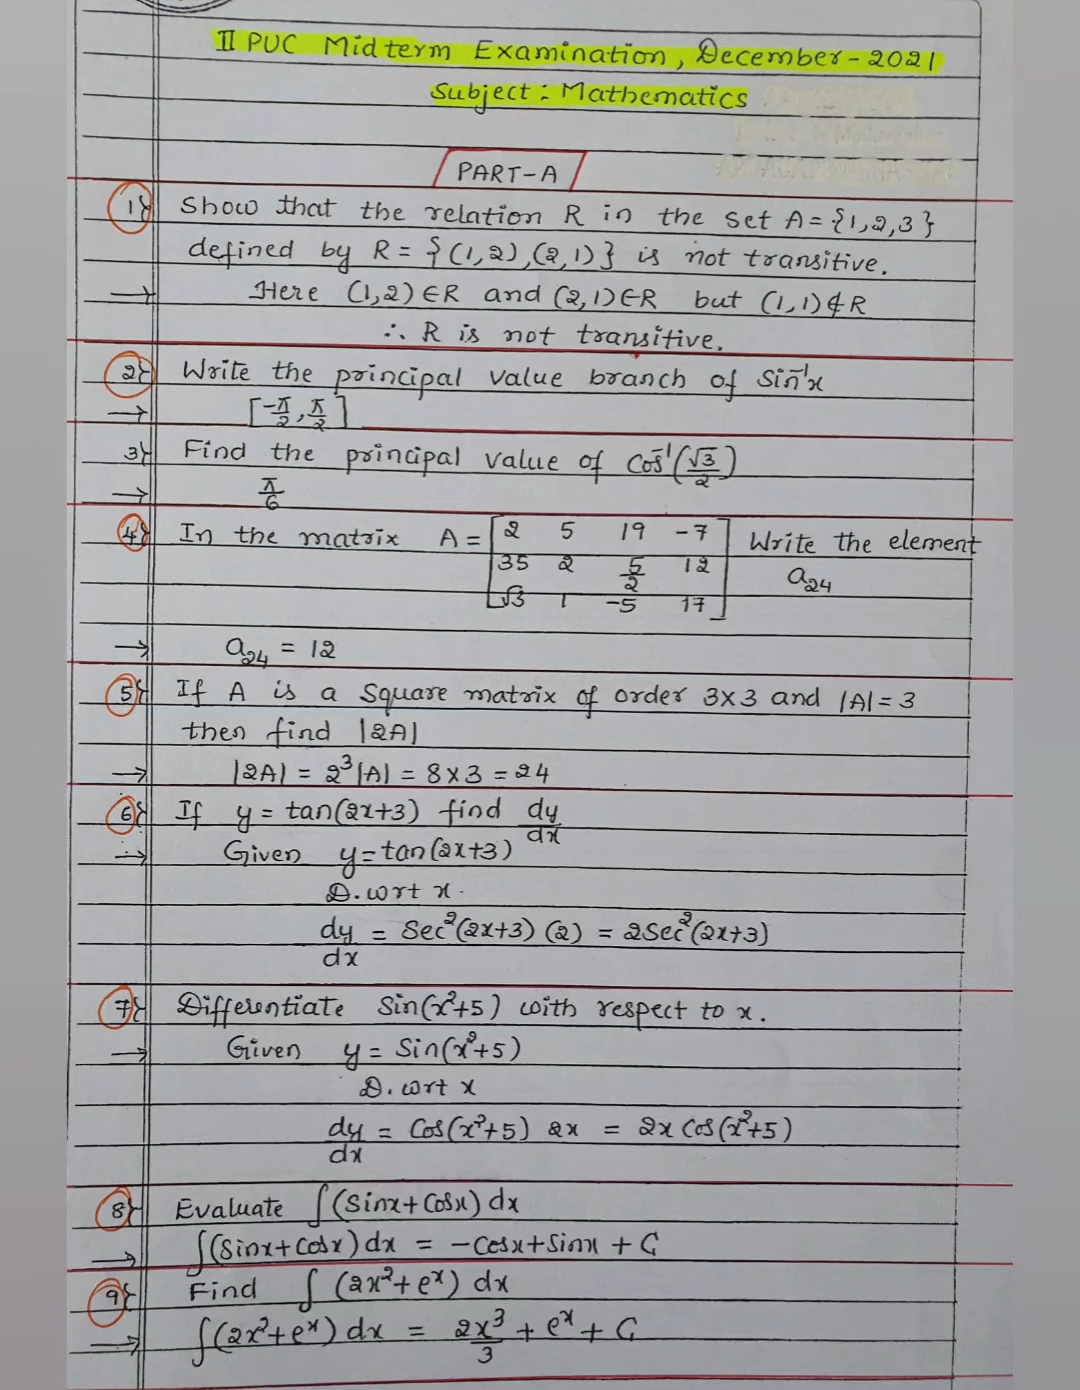 II PUC Midterm Examination, December-2021
Subject: Mathematics
PART-A
1} Show that the relation R in the set A = {1,2,3}
defined by R = {(1,2),(2,1)} is not transitive.
→ Here (1,2)∈R and (2,1)∈R but (1,1)∉R
∴ R is not transitive.
2} Write the principal value branch of Sin⁻¹x
→ [-π/2, π/2]
3} Find the principal value of Cos⁻¹(√3/2)
→ π/6
4} In the matrix A = [2 5 19 -7 Write the element
35 2 5/2 12 a₂₄
√3 1 -5 17]
→ a₂₄ = 12
5} If A is a Square matrix of order 3x3 and |A| = 3
then find |2A|
→ |2A| = 2³|A| = 8 x 3 = 24
6} If y = tan(2x+3) find dy/dx
→ Given y = tan(2x+3)
D. wrt x.
dy/dx = Sec²(2x+3) (2) = 2Sec²(2x+3)
7} Differentiate Sin(x²+5) with respect to x.
→ Given y = Sin(x²+5)
D. wrt x
dy/dx = Cos(x²+5) 2x = 2x Cos(x²+5)
8} Evaluate ∫(Sinx+Cosx) dx
→ ∫(Sinx+Cosx) dx = -Cosx+Sinx + C
9} Find ∫(2x²+eˣ) dx
→ ∫(2x²+eˣ) dx = 2x³/3 + eˣ + C